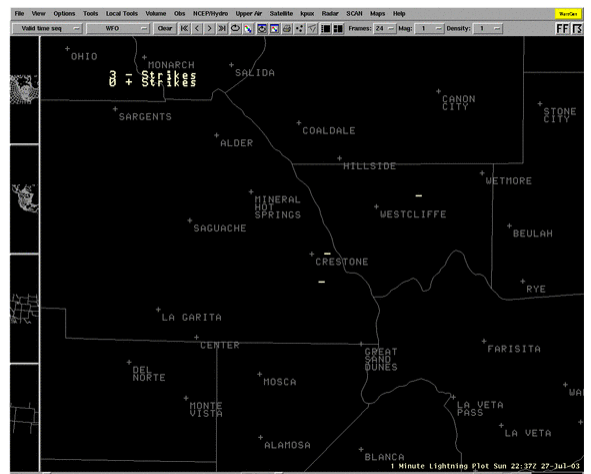 File View Options Tools Local Tools Volume Obs NCEP/Hydro Upper Air Satellite kpux Radar SCAN Maps Help
Valid time seq WFO Clear Frames: 24 Mag: 1 Density: 1 FF
OHIO
MONARCH
3 - Strikes
0 + Strikes
SALIDA
SARGENTS
CANON
CITY
STONE
CITY
COALDALE
ALDER
HILLSIDE
WETMORE
MINERAL
HOT
SPRINGS
WESTCLIFFE
SAGUACHE
BEULAH
CRESTONE
RYE
LA GARITA
CENTER
GREAT
SAND
DUNES
FARISITA
DEL
NORTE
MOSCA
MONTE
VISTA
LA VETA
PASS
LA VETA
ALAMOSA
BLANCA
1 Minute Lightning Plot Sun 22:37Z 27-Jul-03